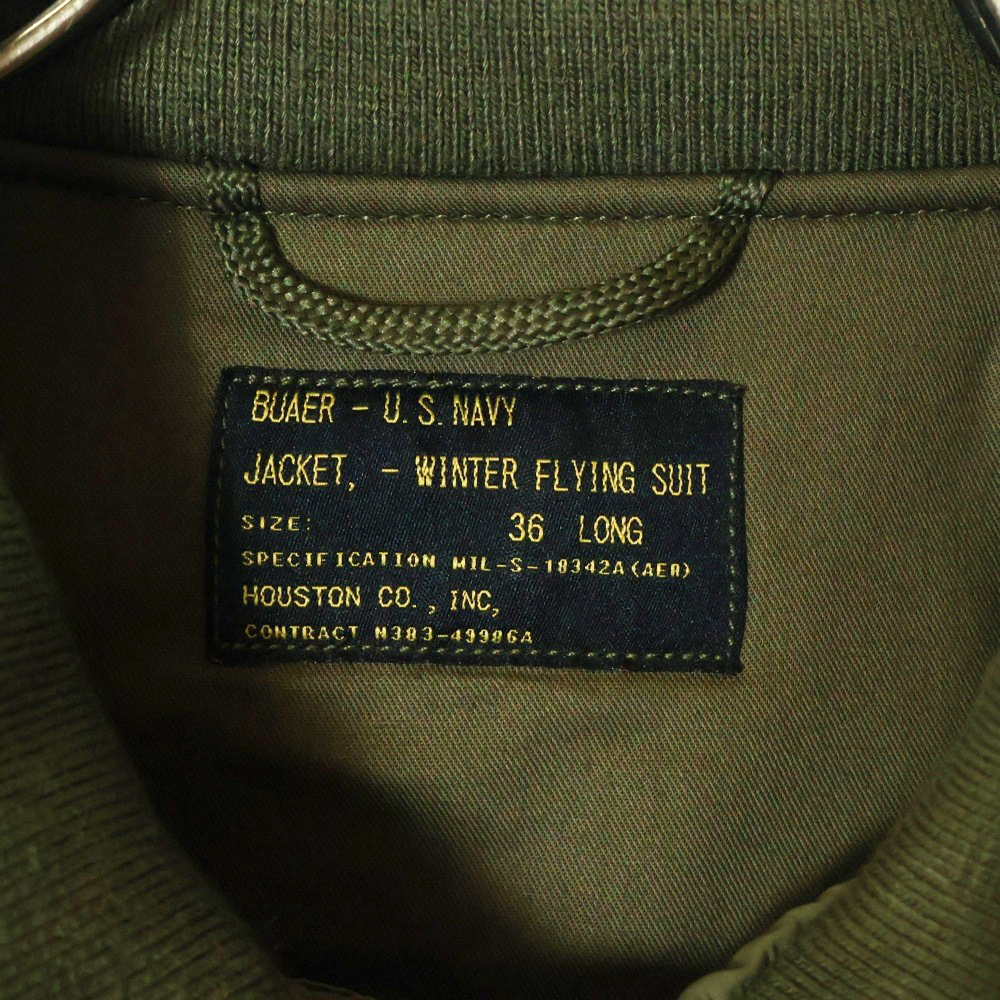 BUAER - U.S. NAVY
JACKET, - WINTER FLYING SUIT
SIZE: 36 LONG
SPECIFICATION MIL-S-18342A(AER)
HOUSTON CO., INC,
CONTRACT N383-49986A